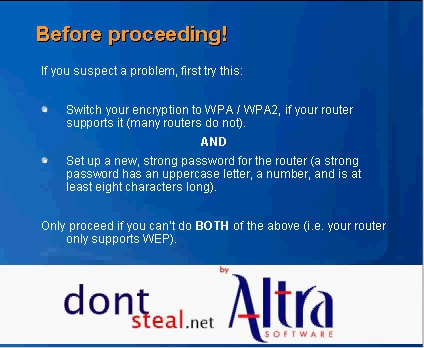 Before proceeding!
If you suspect a problem, first try this:
Switch your encryption to WPA / WPA2, if your router
supports it (many routers do not).
AND
Set up a new, strong password for the router (a strong
password has an uppercase letter, a number, and is at
least eight characters long).
Only proceed if you can't do BOTH of the above (i.e. your router
only supports WEP).
dont
steal.net
by
Altra
SOFTWARE